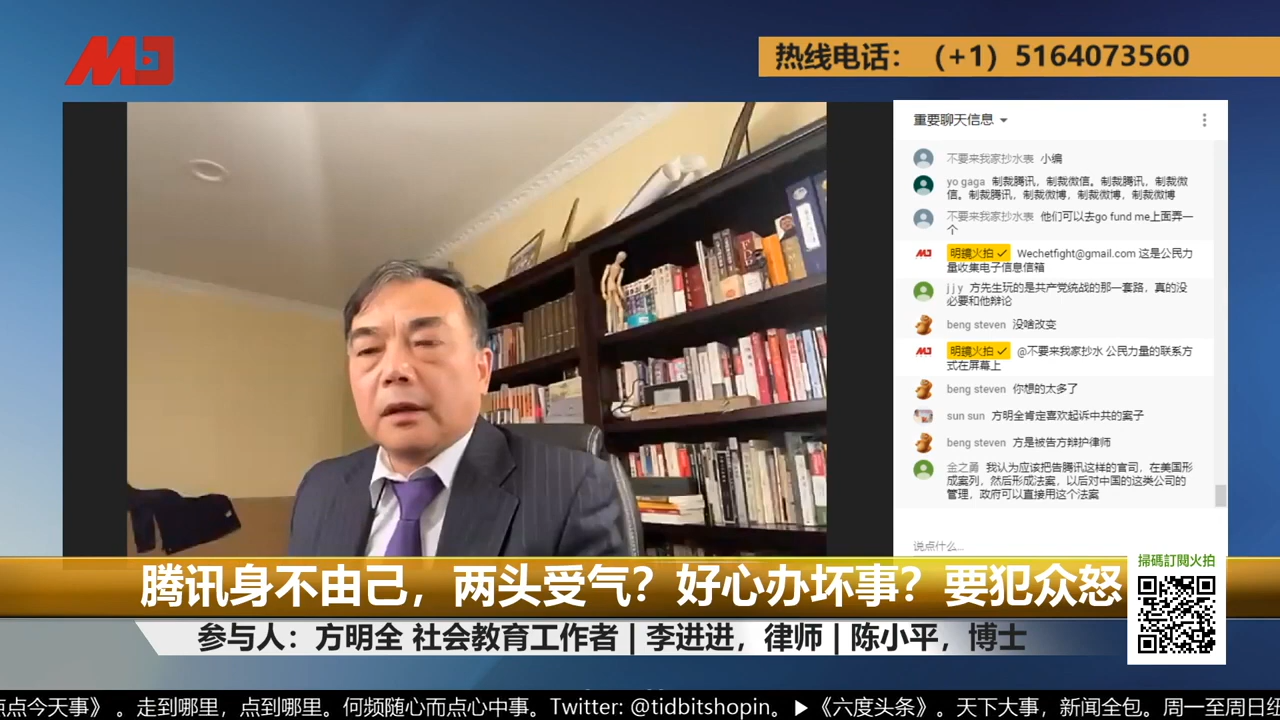 MJ
热线电话：（+1）5164073560
重要聊天信息
不要来我家抄水表 小编
yo gaga 制裁腾讯，制裁微信。制裁腾讯，制裁微
信。制裁腾讯，制裁微博，制裁微博，制裁微博
不要来我家抄水表 他们可以去go fund me上面弄一
个
明镜火拍 Wechetfight@gmail.com 这是公民力
量收集电子信息信箱
j j y 方先生玩的是共产党统战的那一套路，真的没
必要和他辩论
beng steven 没啥改变
明镜火拍 @不要来我家抄水 公民力量的联系方
式在屏幕上
beng steven 你想的太多了
sun sun 方明全肯定喜欢起诉中共的案子
beng steven 方是被告方辩护律师
金之勇 我认为应该把告腾讯这样的官司，在美国形
成案列，然后形成法案，以后对中国的这类公司的
管理，政府可以直接用这个法案
说点什么...
掃碼訂閱火拍
腾讯身不由己，两头受气？好心办坏事？要犯众怒
参与人：方明全 社会教育工作者 | 李进进，律师 | 陈小平，博士
点今天事》。走到哪里，点到哪里。何频随心而点心中事。Twitter: @tidbitshopin。▶《六度头条》。天下大事，新闻全包。周一至周日